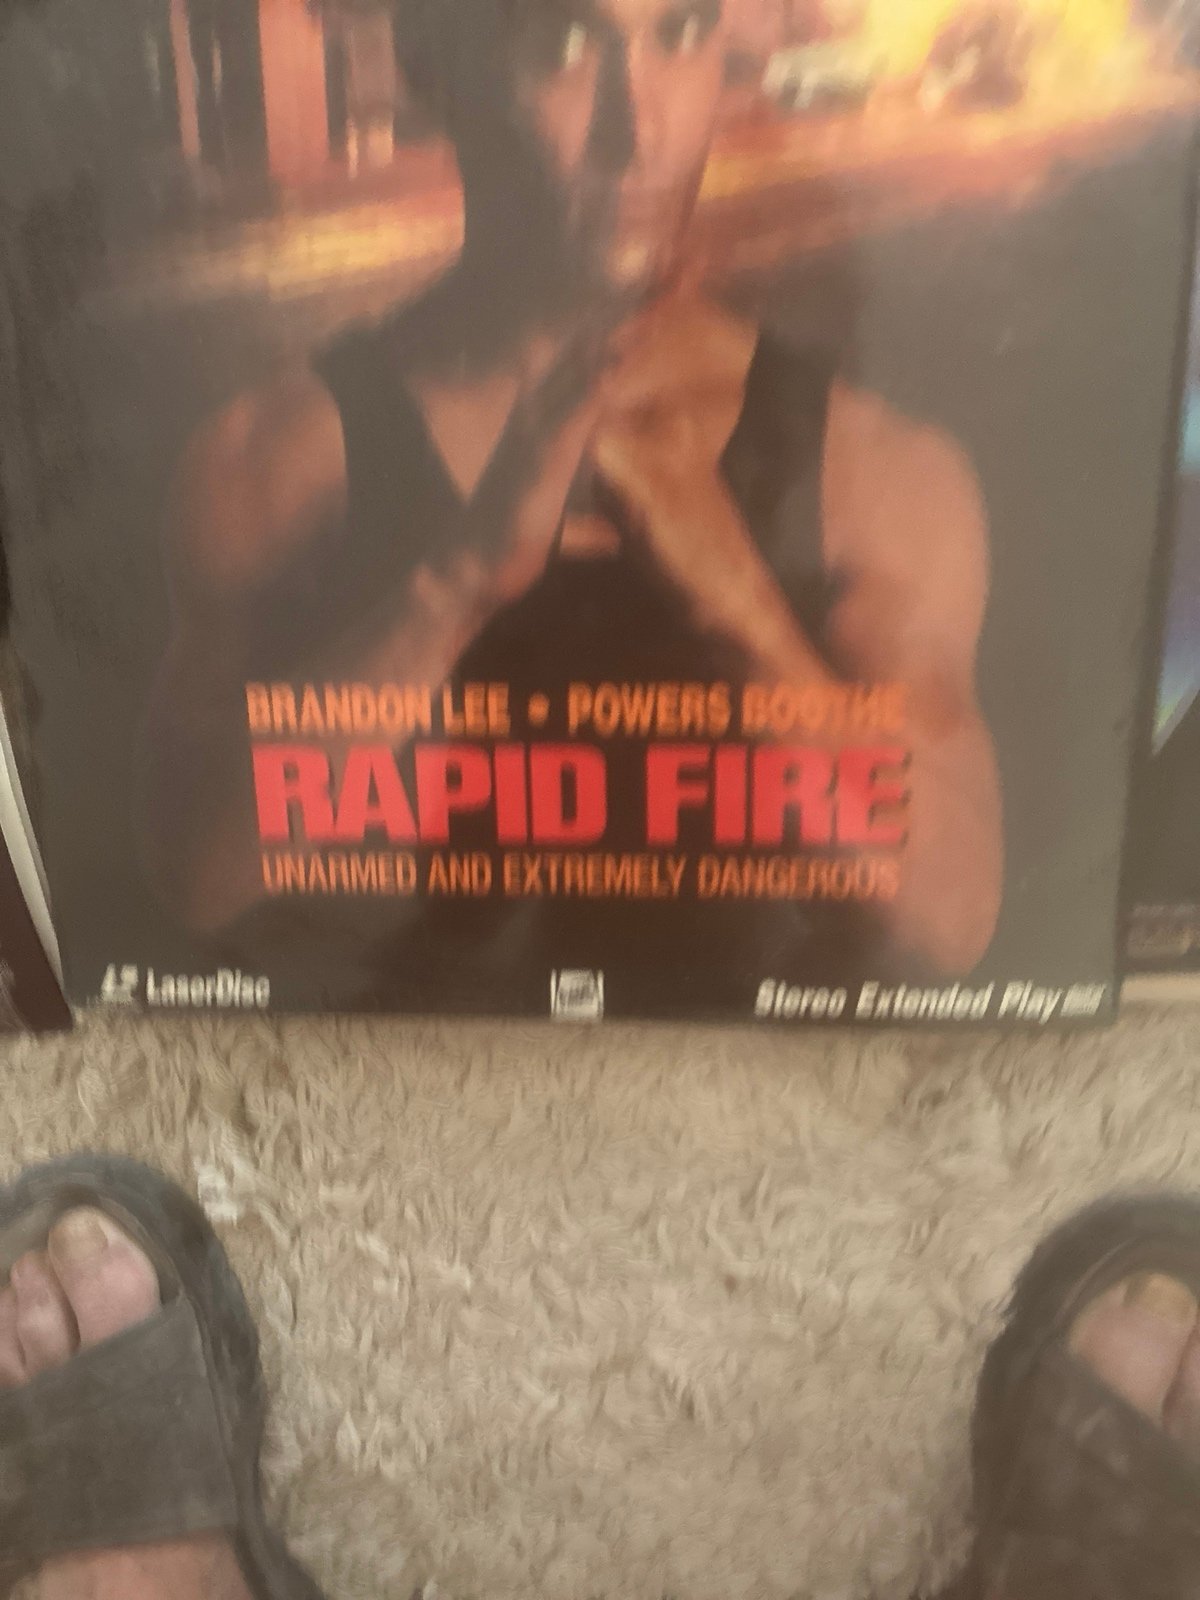 BRANDON LEE • POWERS BOOTHE
RAPID FIRE
UNARMED AND EXTREMELY DANGEROUS
LaserDisc
Stereo Extended Play